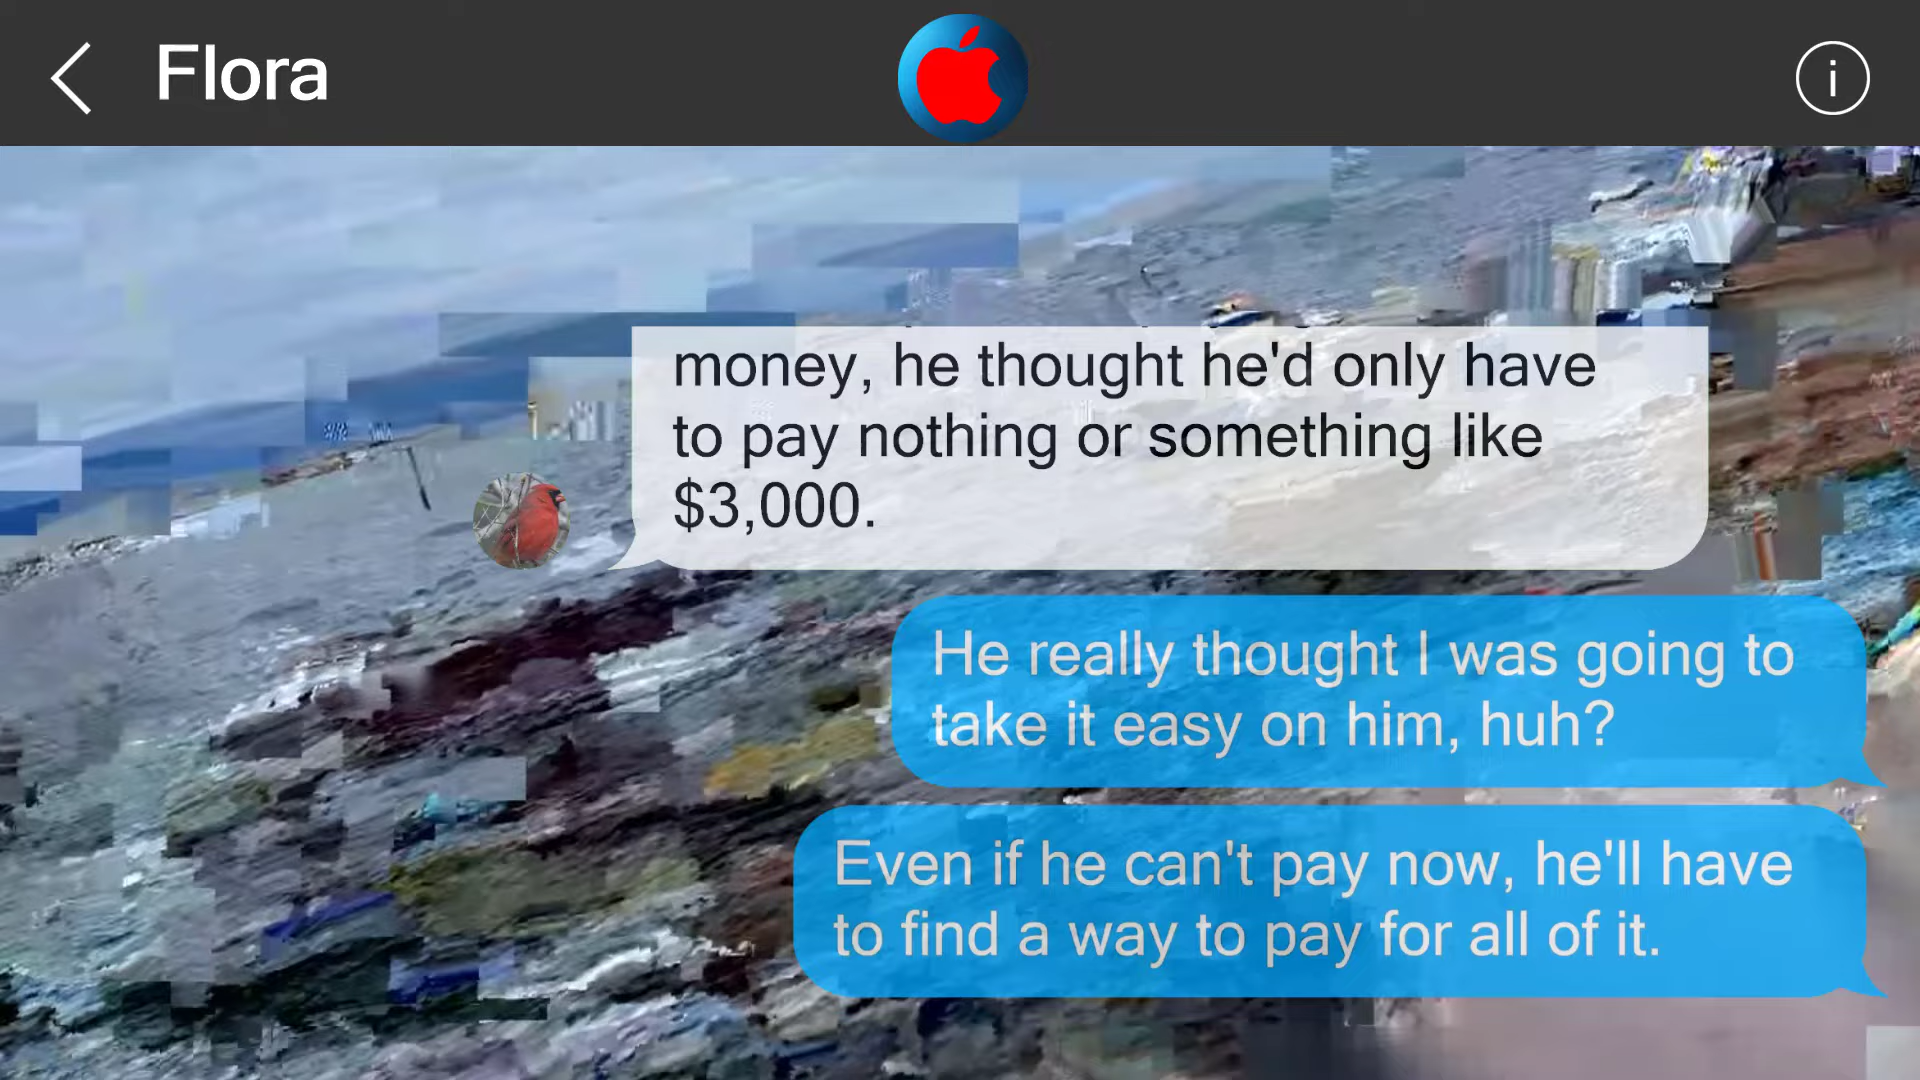 Flora
money, he thought he'd only have
to pay nothing or something like
$3,000.
He really thought I was going to
take it easy on him, huh?
Even if he can't pay now, he'll have
to find a way to pay for all of it.